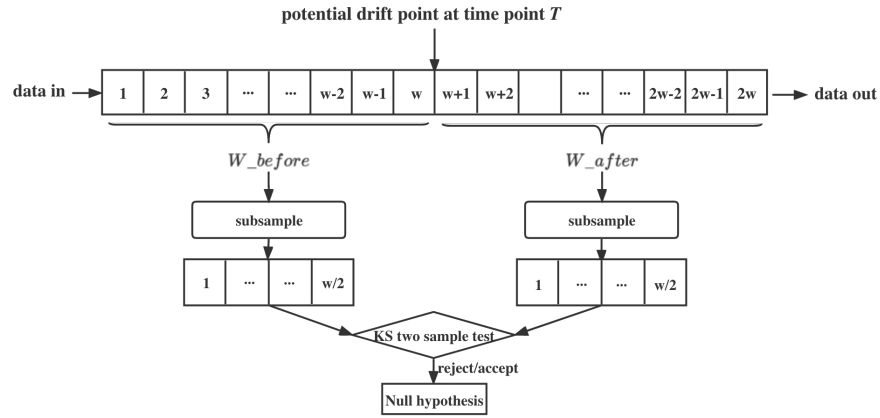 potential drift point at time point T
data in 1 2 3 ... ... w-2 w-1 w w+1 w+2 ... ... 2w-2 2w-1 2w data out
W_before W_after
subsample subsample
1 ... ... w/2 1 ... ... w/2
KS two sample test
reject/accept
Null hypothesis